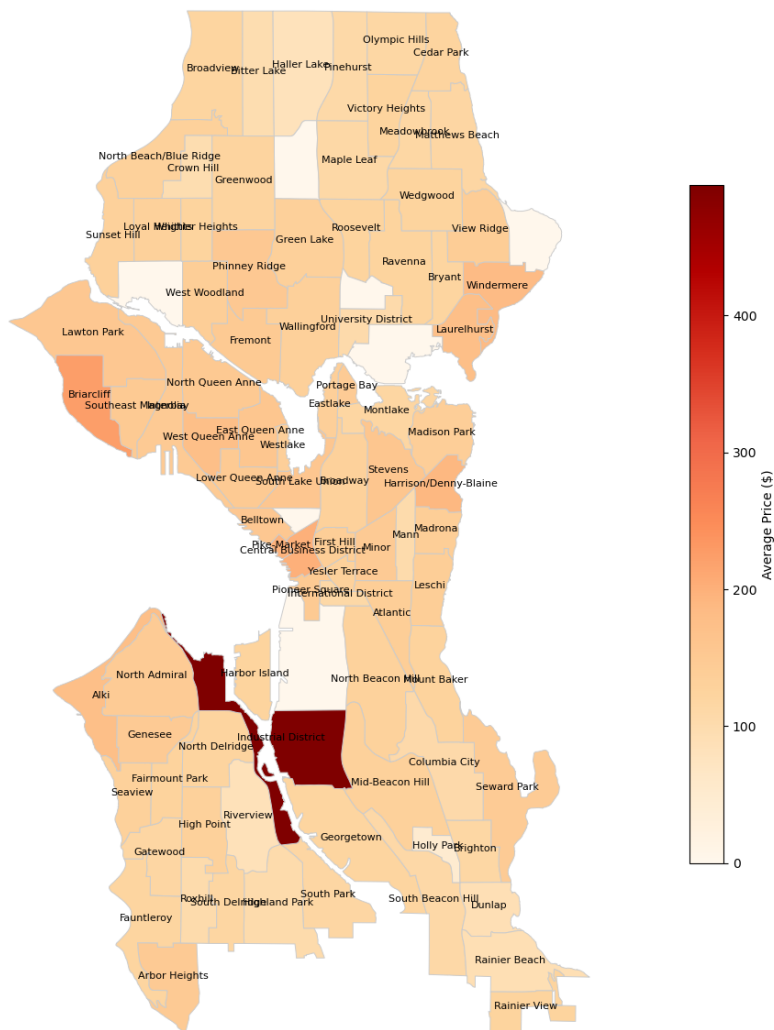 Olympic Hills
Cedar Park
Broadview
Bitter Lake
Haller Lake
Pinehurst
Victory Heights
Meadowbrook
Matthews Beach
North Beach/Blue Ridge
Crown Hill
Greenwood
Maple Leaf
Wedgwood
Sunset Hill
Loyal Heights
Whittier Heights
Green Lake
Roosevelt
View Ridge
Phinney Ridge
Ravenna
Bryant
Windermere
West Woodland
University District
Laurelhurst
Lawton Park
Fremont
Wallingford
North Queen Anne
Portage Bay
Briarcliff
Southeast Magnolia
Interbay
Eastlake
Montlake
West Queen Anne
East Queen Anne
Westlake
Madison Park
Lower Queen Anne
South Lake Union
Broadway
Stevens
Harrison/Denny-Blaine
Belltown
Pike-Market
Central Business District
First Hill
Minor
Mann
Madrona
Yesler Terrace
Pioneer Square
International District
Leschi
Atlantic
North Admiral
Harbor Island
North Beacon Hill
Mount Baker
Alki
Genesee
North Delridge
Industrial District
Columbia City
Fairmount Park
Seaview
Mid-Beacon Hill
Seward Park
High Point
Riverview
Georgetown
Holly Park
Brighton
Gatewood
Roxhill
South Delridge
Highland Park
South Park
South Beacon Hill
Dunlap
Fauntleroy
Arbor Heights
Rainier Beach
Rainier View
400
300
200
100
0
Average Price ($)